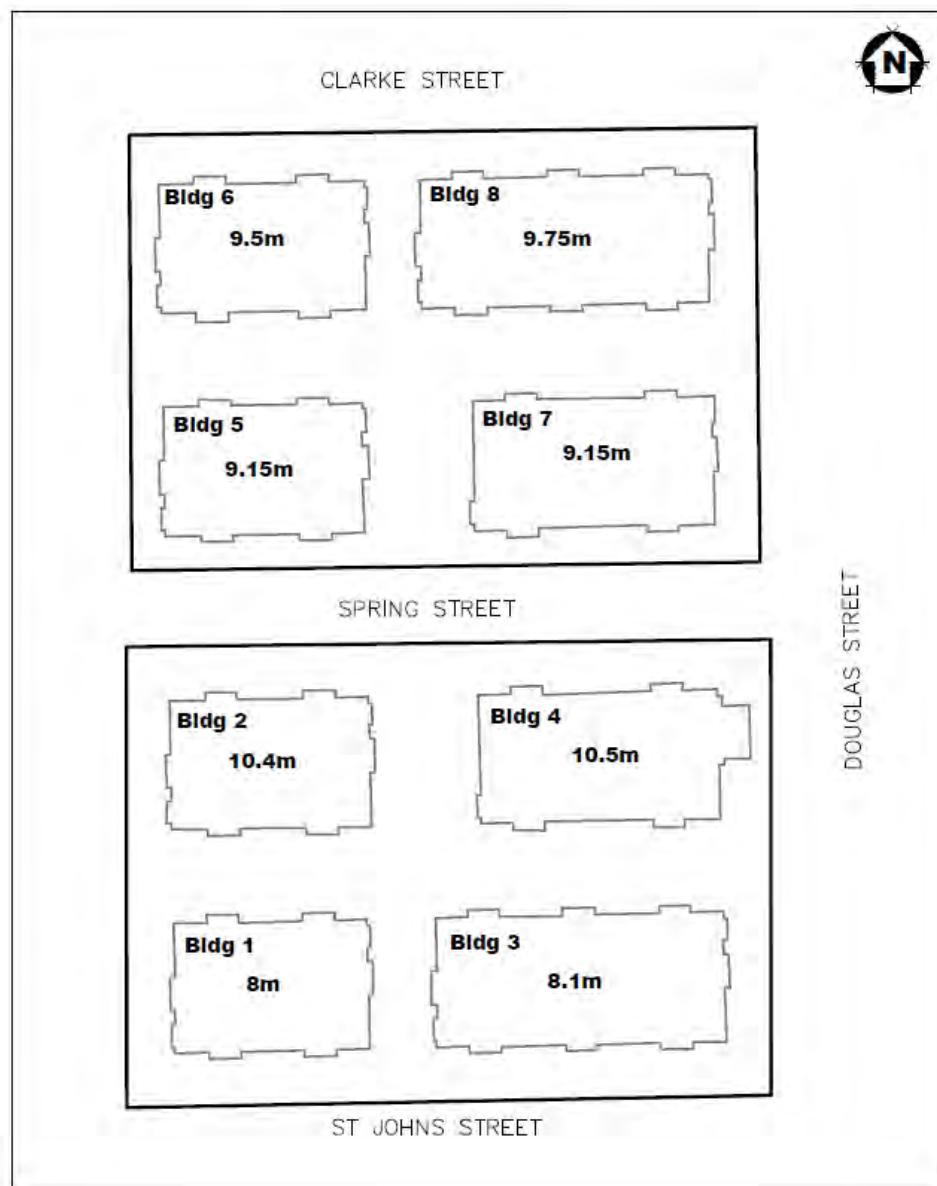 N
CLARKE STREET
Bldg 6
9.5m
Bldg 8
9.75m
Bldg 5
9.15m
Bldg 7
9.15m
SPRING STREET
DOUGLAS STREET
Bldg 2
10.4m
Bldg 4
10.5m
Bldg 1
8m
Bldg 3
8.1m
ST JOHNS STREET